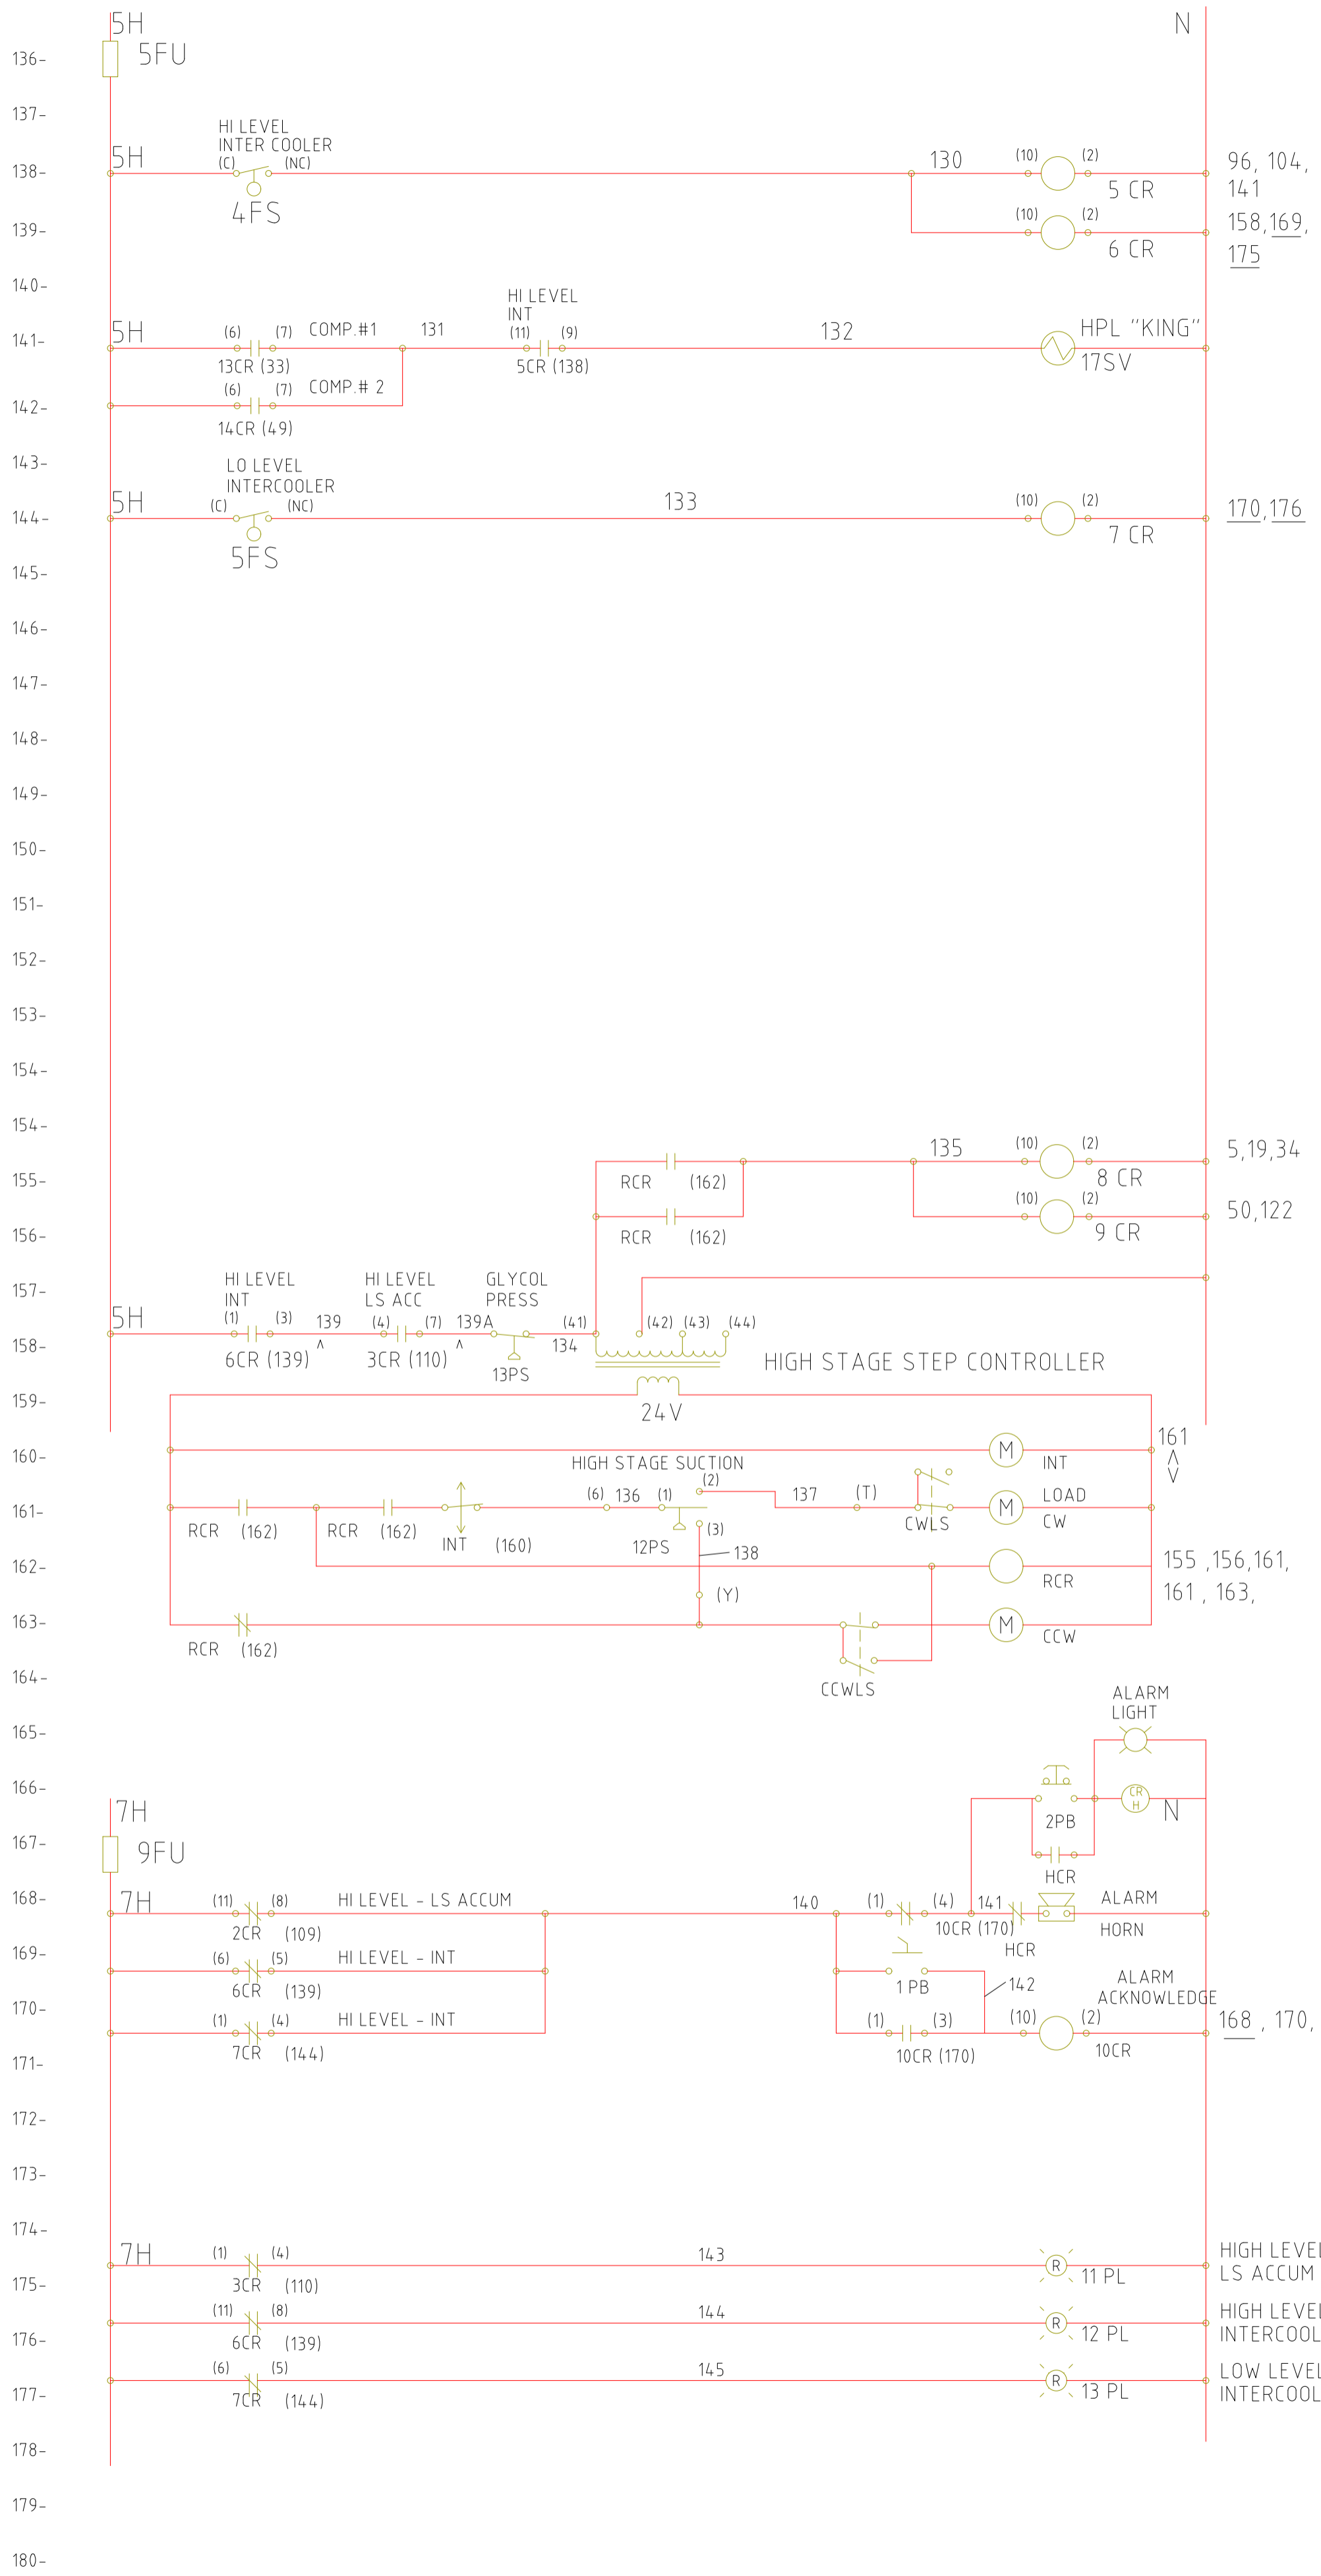 5H N
136- 5FU
137-
HI LEVEL
INTER COOLER
138- 5H (C) (NC) 130 (10) (2) 96, 104,
4FS 5 CR 141
139- (10) (2) 158, 169,
6 CR 175
140-
HI LEVEL
INT
141- 5H (6) (7) COMP.#1 131 (11) (9) 132 HPL "KING"
13CR (33) 5CR (138) 17SV
142- (6) (7) COMP.# 2
14CR (49)
143-
LO LEVEL
INTERCOOLER
144- 5H (C) (NC) 133 (10) (2) 170, 176
5FS 7 CR
145-
146-
147-
148-
149-
150-
151-
152-
153-
154-
154-
135 (10) (2) 5,19,34
155- RCR (162) 8 CR
(10) (2) 50,122
156- RCR (162) 9 CR
157- HI LEVEL HI LEVEL GLYCOL
INT LS ACC PRESS
158- 5H (1) (3) 139 (4) (7) 139A (41) (42) (43) (44)
^ ^ 134
6CR (139) 3CR (110) 13PS HIGH STAGE STEP CONTROLLER
159- 24V
160- M INT 161
HIGH STAGE SUCTION
161- (6) 136 (1) (2) 137 (T) M LOAD
RCR (162) RCR (162) INT (160) 12PS (3) CWLS CW
162- 138 RCR 155 ,156,161,
(Y) 161 , 163,
163- M
RCR (162) CCW
164- CCWLS
ALARM
LIGHT
165-
166- CR
H
7H 2PB N
167- 9FU
HCR
168- 7H (11) (8) HI LEVEL - LS ACCUM 140 (1) (4) 141 ALARM
2CR (109) 10CR (170) HCR HORN
169- (6) (5) HI LEVEL - INT
6CR (139) 1 PB 142 ALARM
170- ACKNOWLEDGE
(1) (4) HI LEVEL - INT (1) (3) (10) (2) 168 , 170,
7CR (144) 10CR (170) 10CR
171-
172-
173-
174-
7H (1) (4) 143 R 11 PL HIGH LEVEL
175- 3CR (110) LS ACCUM
(11) (8) 144 R 12 PL HIGH LEVEL
176- 6CR (139) INTERCOOL
(6) (5) 145 R 13 PL LOW LEVEL
177- 7CR (144) INTERCOOL
178-
179-
180-